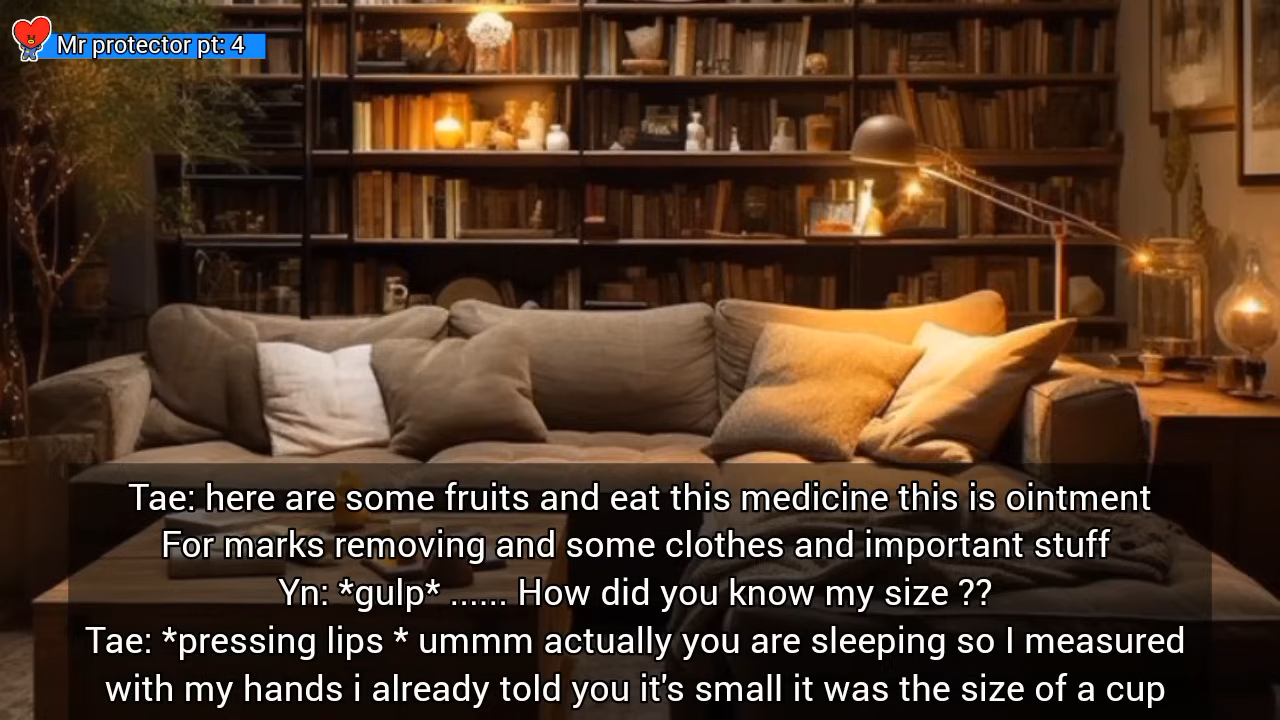 Mr protector pt: 4
Tae: here are some fruits and eat this medicine this is ointment
For marks removing and some clothes and important stuff
Yn: *gulp* ...... How did you know my size ??
Tae: *pressing lips * ummm actually you are sleeping so I measured
with my hands i already told you it's small it was the size of a cup